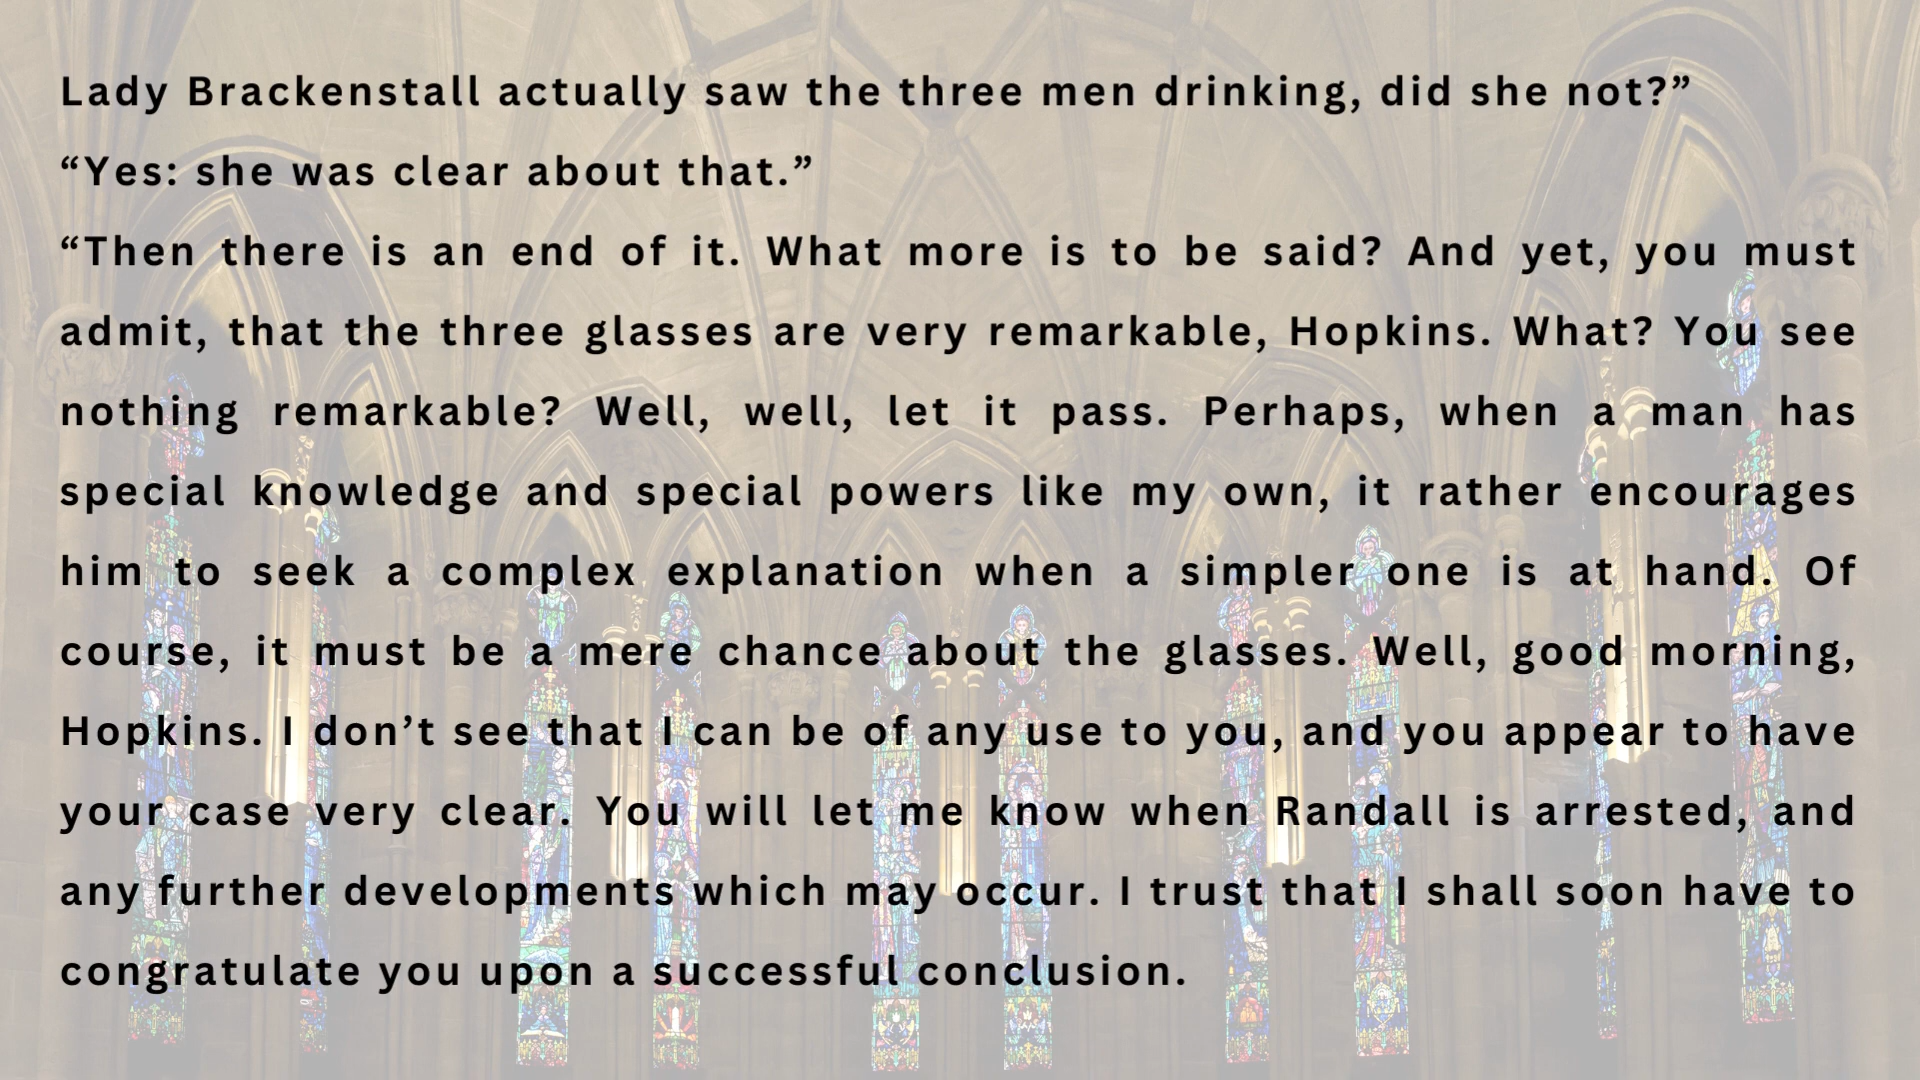 Lady Brackenstall actually saw the three men drinking, did she not?”
“Yes: she was clear about that.”
“Then there is an end of it. What more is to be said? And yet, you must
admit, that the three glasses are very remarkable, Hopkins. What? You see
nothing remarkable? Well, well, let it pass. Perhaps, when a man has
special knowledge and special powers like my own, it rather encourages
him to seek a complex explanation when a simpler one is at hand. Of
course, it must be a mere chance about the glasses. Well, good morning,
Hopkins. I don’t see that I can be of any use to you, and you appear to have
your case very clear. You will let me know when Randall is arrested, and
any further developments which may occur. I trust that I shall soon have to
congratulate you upon a successful conclusion.